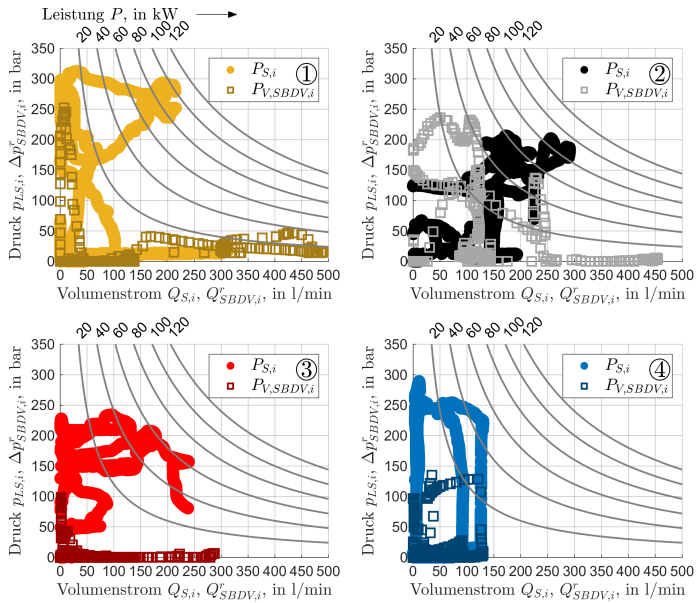 Leistung P, in kW
20 40 60 80 100 120
20 40 60 80 100 120
350
300
250
200
150
100
50
0
Druck p_{LS,i}, Δp^r_{SBDV,i}, in bar
P_{S,i}
P_{V,SBDV,i}
1
0 50 100 150 200 250 300 350 400 450 500
Volumenstrom Q_{S,i}, Q^r_{SBDV,i}, in l/min
350
300
250
200
150
100
50
0
Druck p_{LS,i}, Δp^r_{SBDV,i}, in bar
P_{S,i}
P_{V,SBDV,i}
2
0 50 100 150 200 250 300 350 400 450 500
Volumenstrom Q_{S,i}, Q^r_{SBDV,i}, in l/min
20 40 60 80 100 120
20 40 60 80 100 120
350
300
250
200
150
100
50
0
Druck p_{LS,i}, Δp^r_{SBDV,i}, in bar
P_{S,i}
P_{V,SBDV,i}
3
0 50 100 150 200 250 300 350 400 450 500
Volumenstrom Q_{S,i}, Q^r_{SBDV,i}, in l/min
350
300
250
200
150
100
50
0
Druck p_{LS,i}, Δp^r_{SBDV,i}, in bar
P_{S,i}
P_{V,SBDV,i}
4
0 50 100 150 200 250 300 350 400 450 500
Volumenstrom Q_{S,i}, Q^r_{SBDV,i}, in l/min